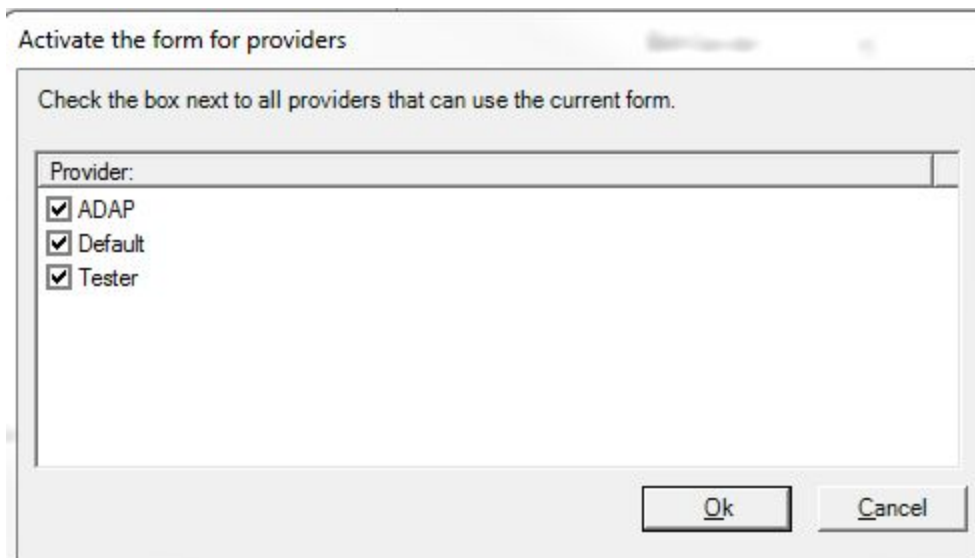 Activate the form for providers
Check the box next to all providers that can use the current form.
Provider:
ADAP
Default
Tester
Ok
Cancel